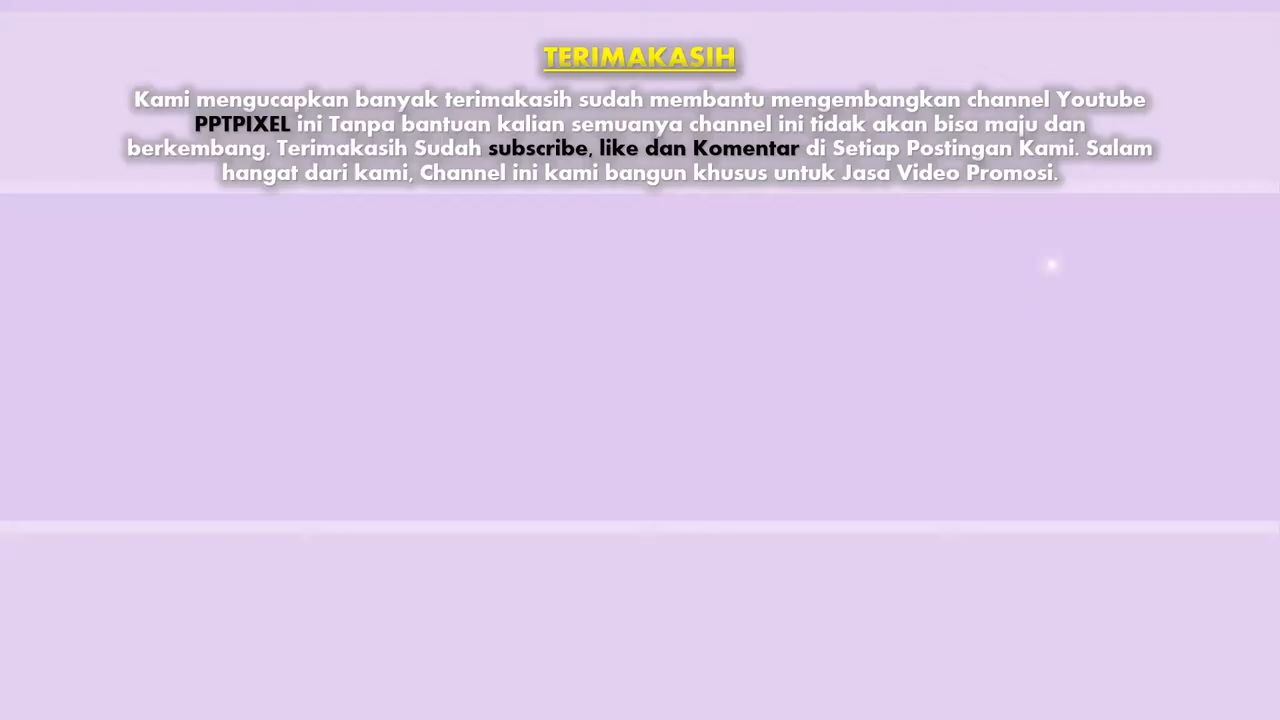 TERIMAKASIH
Kami mengucapkan banyak terimakasih sudah membantu mengembangkan channel Youtube
PPTPIXEL ini Tanpa bantuan kalian semuanya channel ini tidak akan bisa maju dan
berkembang. Terimakasih Sudah subscribe, like dan Komentar di Setiap Postingan Kami. Salam
hangat dari kami, Channel ini kami bangun khusus untuk Jasa Video Promosi.